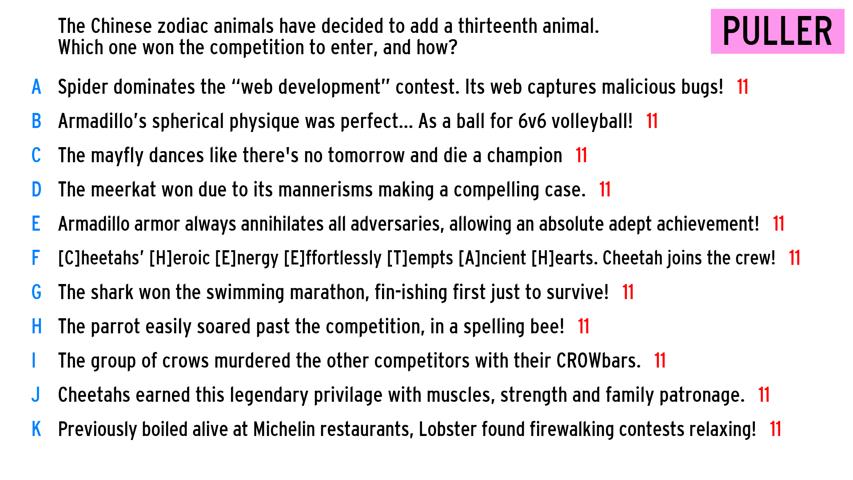 The Chinese zodiac animals have decided to add a thirteenth animal.
Which one won the competition to enter, and how?
PULLER
A Spider dominates the “web development” contest. Its web captures malicious bugs! 11
B Armadillo’s spherical physique was perfect... As a ball for 6v6 volleyball! 11
C The mayfly dances like there's no tomorrow and die a champion 11
D The meerkat won due to its mannerisms making a compelling case. 11
E Armadillo armor always annihilates all adversaries, allowing an absolute adept achievement! 11
F [C]heetahs’ [H]eroic [E]nergy [E]ffortlessly [T]empts [A]ncient [H]earts. Cheetah joins the crew! 11
G The shark won the swimming marathon, fin-ishing first just to survive! 11
H The parrot easily soared past the competition, in a spelling bee! 11
I The group of crows murdered the other competitors with their CROWbars. 11
J Cheetahs earned this legendary privilage with muscles, strength and family patronage. 11
K Previously boiled alive at Michelin restaurants, Lobster found firewalking contests relaxing! 11